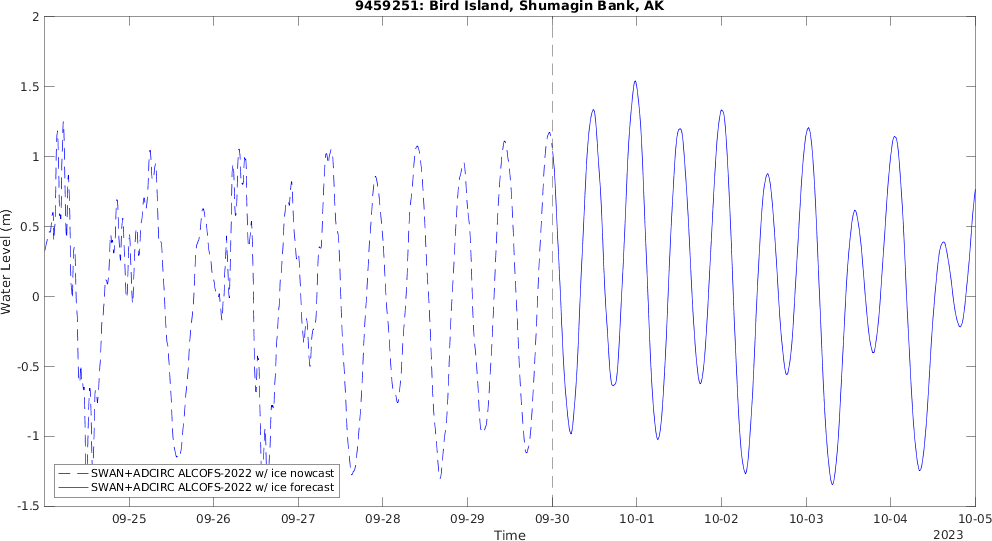 9459251: Bird Island, Shumagin Bank, AK
Water Level (m)
2
1.5
1
0.5
0
-0.5
-1
-1.5
SWAN+ADCIRC ALCOFS-2022 w/ ice nowcast
SWAN+ADCIRC ALCOFS-2022 w/ ice forecast
09-25 09-26 09-27 09-28 09-29 09-30 10-01 10-02 10-03 10-04 10-05
Time
2023